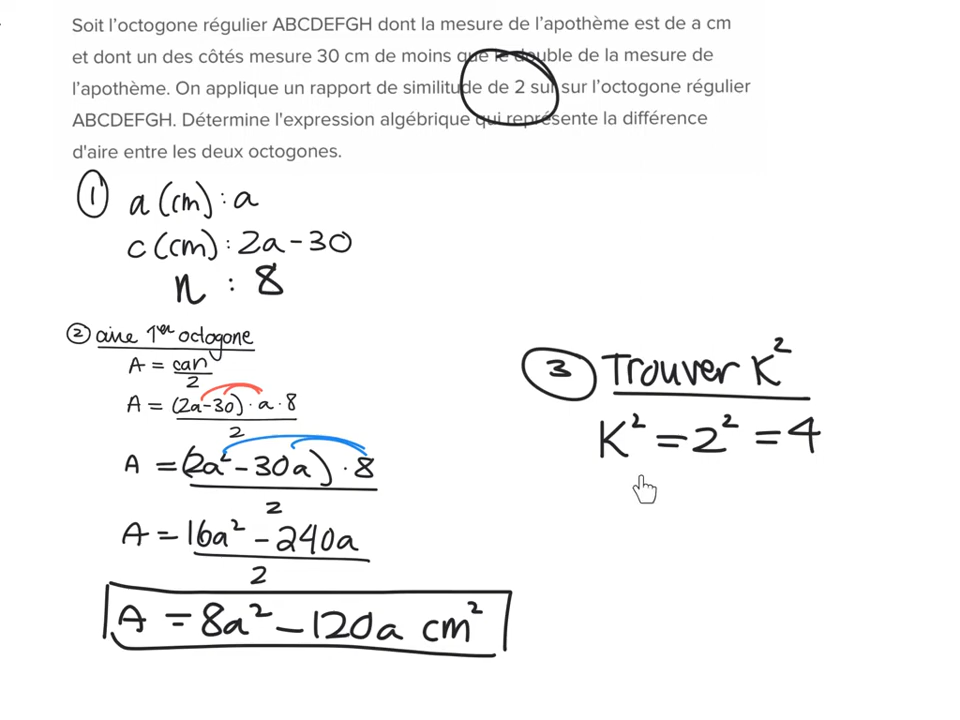 Soit l'octogone régulier ABCDEFGH dont la mesure de l'apothème est de a cm
et dont un des côtés mesure 30 cm de moins que le double de la mesure de
l'apothème. On applique un rapport de similitude de 2 sur sur l'octogone régulier
ABCDEFGH. Détermine l'expression algébrique qui représente la différence
d'aire entre les deux octogones.
① a (cm) : a
c (cm) : 2a - 30
n : 8
② aire 1er octogone
A = can
2
A = (2a-30) · a · 8
2
A = (2a² - 30a) · 8
2
A = 16a² - 240a
2
A = 8a² - 120a cm²
③ Trouver K²
K² = 2² = 4